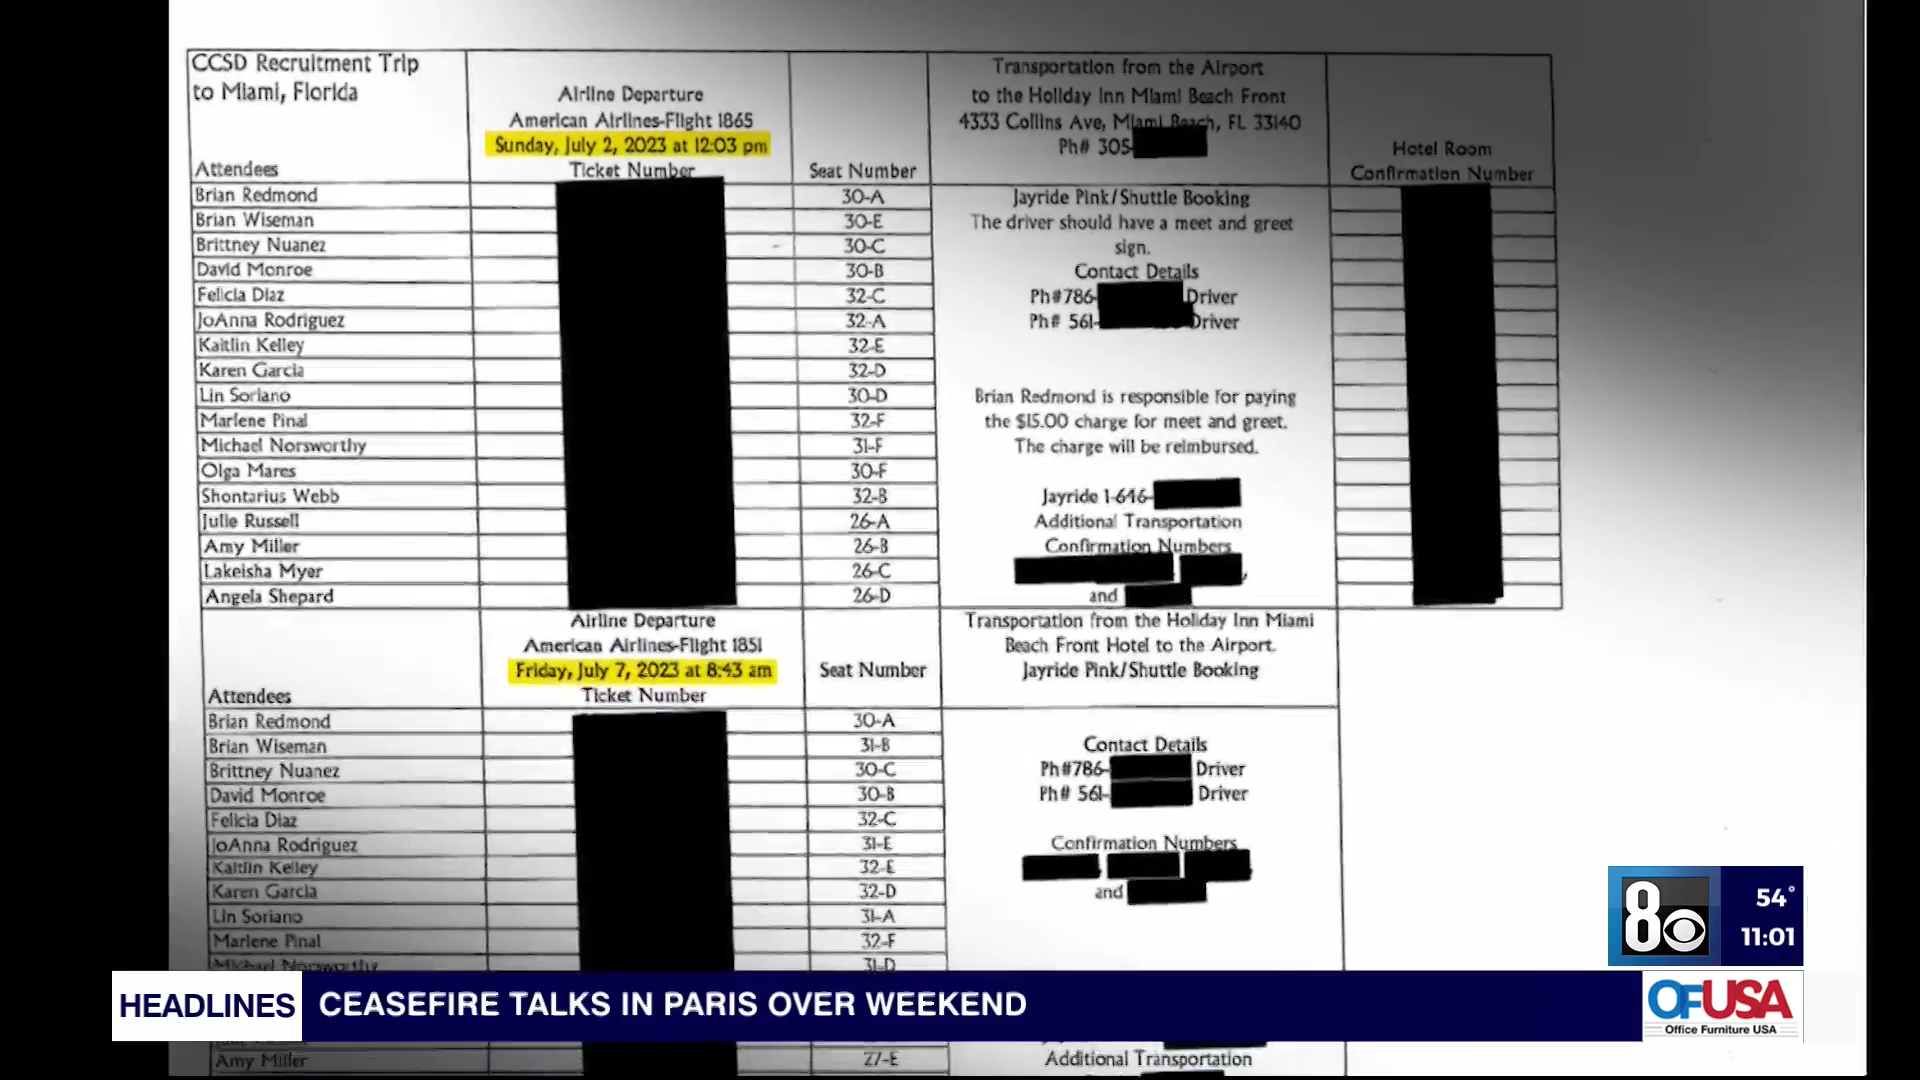 CCSD Recruitment Trip
to Miami, Florida
Airline Departure
American Airlines-Flight 1865
Sunday, July 2, 2023 at 12:03 pm
Attendees
Ticket Number
Seat Number
Transportation from the Airport
to the Holiday Inn Miami Beach Front
4333 Collins Ave, Miami Beach, FL 33140
Ph# 305-
Hotel Room
Confirmation Number
Brian Redmond 30-A
Brian Wiseman 30-E
Brittney Nuanez 30-C
David Monroe 30-B
Felicia Diaz 32-C
JoAnna Rodriguez 32-A
Kaitlin Kelley 32-E
Karen Garcia 32-D
Lin Soriano 30-D
Marlene Pinal 32-F
Michael Norsworthy 31-F
Olga Mares 30-F
Shontarius Webb 32-B
Julie Russell 26-A
Amy Miller 26-B
Lakeisha Myer 26-C
Angela Shepard 26-D
Jayride Pink/Shuttle Booking
The driver should have a meet and greet
sign.
Contact Details
Ph#786- Driver
Ph# 561- Driver
Brian Redmond is responsible for paying
the $15.00 charge for meet and greet.
The charge will be reimbursed.
Jayride 1-646-
Additional Transportation
Confirmation Numbers
,
and
Airline Departure
American Airlines-Flight 1851
Friday, July 7, 2023 at 8:43 am
Attendees
Ticket Number
Seat Number
Transportation from the Holiday Inn Miami
Beach Front Hotel to the Airport.
Jayride Pink/Shuttle Booking
Brian Redmond 30-A
Brian Wiseman 31-B
Brittney Nuanez 30-C
David Monroe 30-B
Felicia Diaz 32-C
JoAnna Rodriguez 31-E
Kaitlin Kelley 32-E
Karen Garcia 32-D
Lin Soriano 31-A
Marlene Pinal 32-F
Michael Norsworthy 31-D
Amy Miller 27-E
Contact Details
Ph#786- Driver
Ph# 561- Driver
Confirmation Numbers
and
Additional Transportation
8
54°
11:01
HEADLINES
CEASEFIRE TALKS IN PARIS OVER WEEKEND
OFUSA
Office Furniture USA